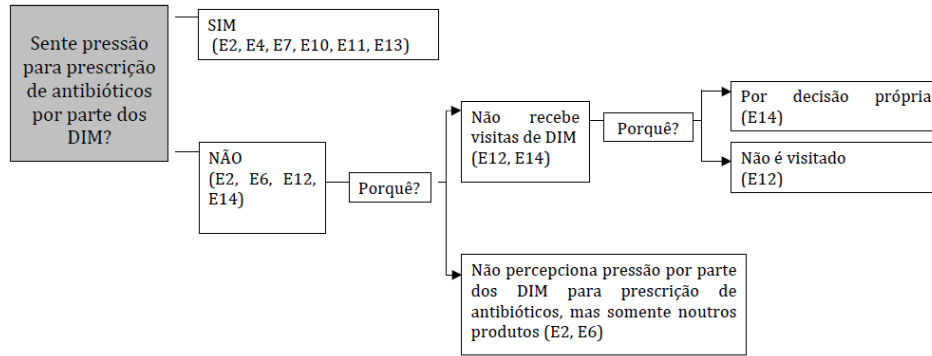 Sente pressão
para prescrição
de antibióticos
por parte dos
DIM?
SIM
(E2, E4, E7, E10, E11, E13)
NÃO
(E2, E6, E12,
E14)
Porquê?
Não recebe
visitas de DIM
(E12, E14)
Porquê?
Por decisão própria
(E14)
Não é visitado
(E12)
Não percepciona pressão por parte
dos DIM para prescrição de
antibióticos, mas somente noutros
produtos (E2, E6)